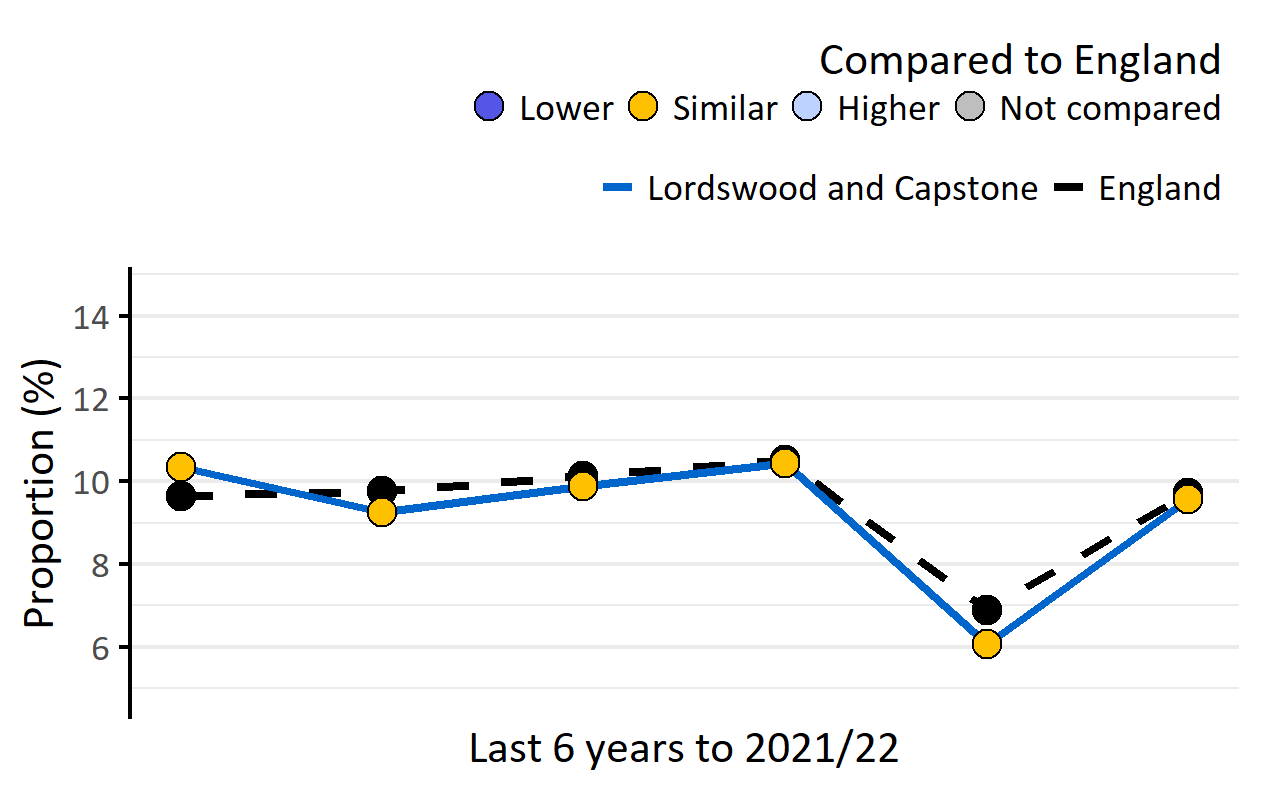 Compared to England
Lower Similar Higher Not compared
Lordswood and Capstone England
14
12
10
8
6
Proportion (%)
Last 6 years to 2021/22